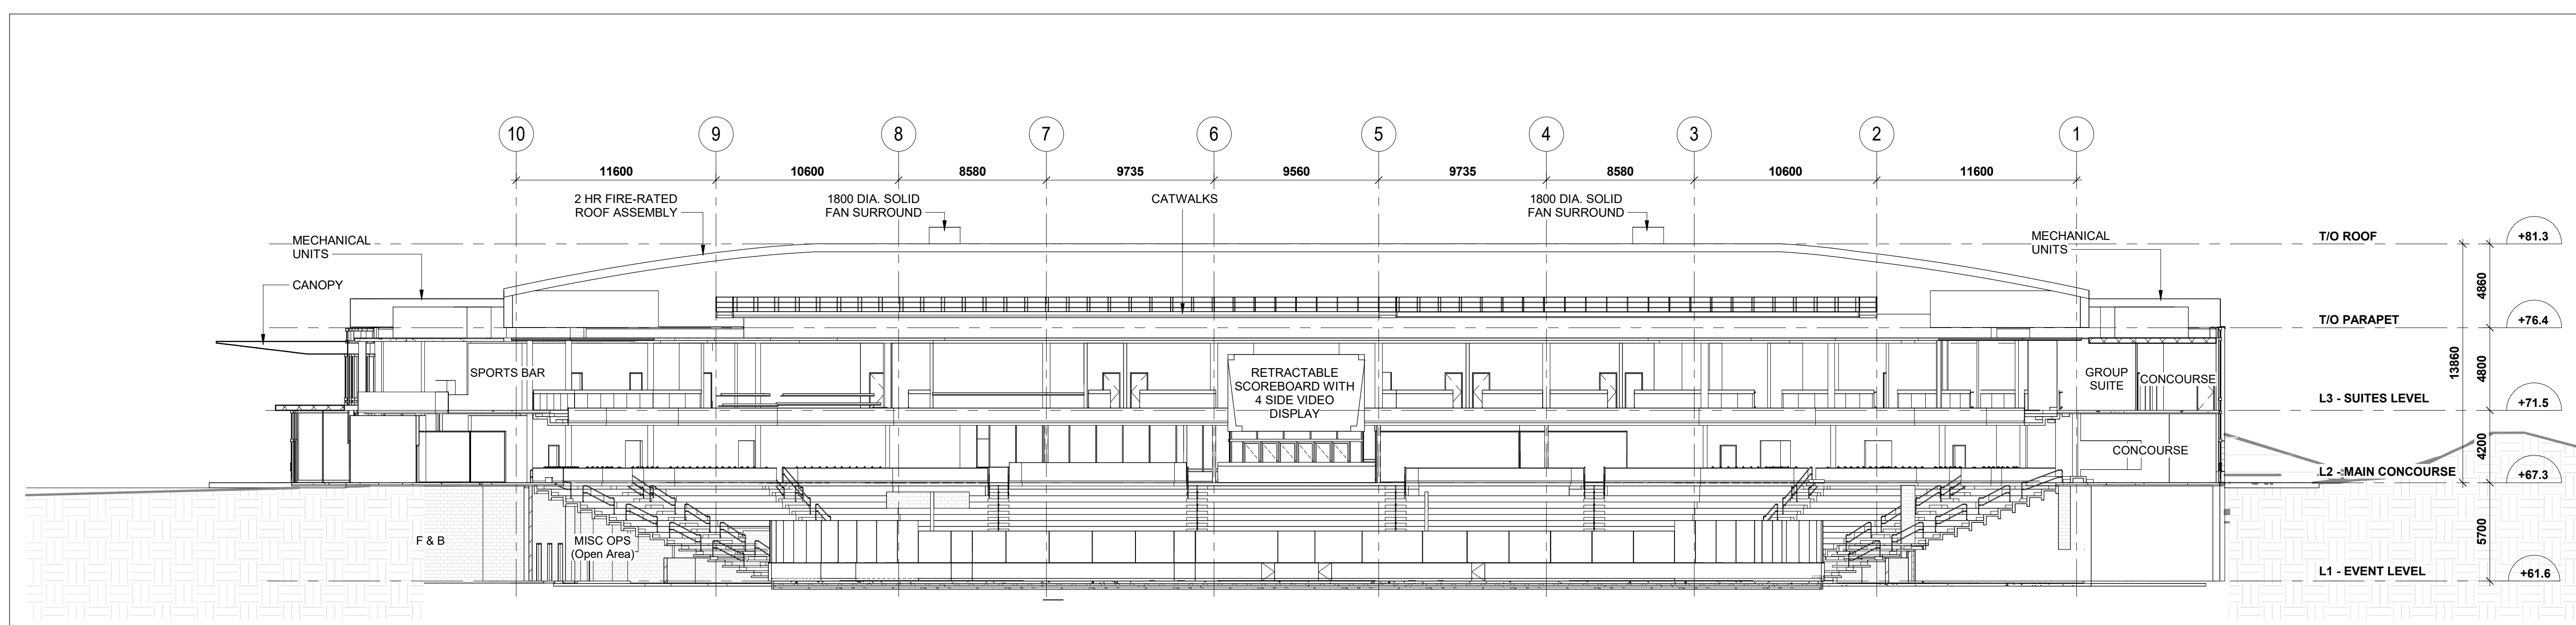 10 9 8 7 6 5 4 3 2 1
11600 10600 8580 9735 9560 9735 8580 10600 11600
2 HR FIRE-RATED
ROOF ASSEMBLY
1800 DIA. SOLID
FAN SURROUND
CATWALKS
1800 DIA. SOLID
FAN SURROUND
MECHANICAL
UNITS
CANOPY
MECHANICAL
UNITS
T/O ROOF +81.3
4860
T/O PARAPET +76.4
13860
4800
SPORTS BAR
RETRACTABLE
SCOREBOARD WITH
4 SIDE VIDEO
DISPLAY
GROUP
SUITE
CONCOURSE
L3 - SUITES LEVEL +71.5
4200
CONCOURSE
L2 - MAIN CONCOURSE +67.3
5700
F & B
MISC OPS
(Open Area)
L1 - EVENT LEVEL +61.6